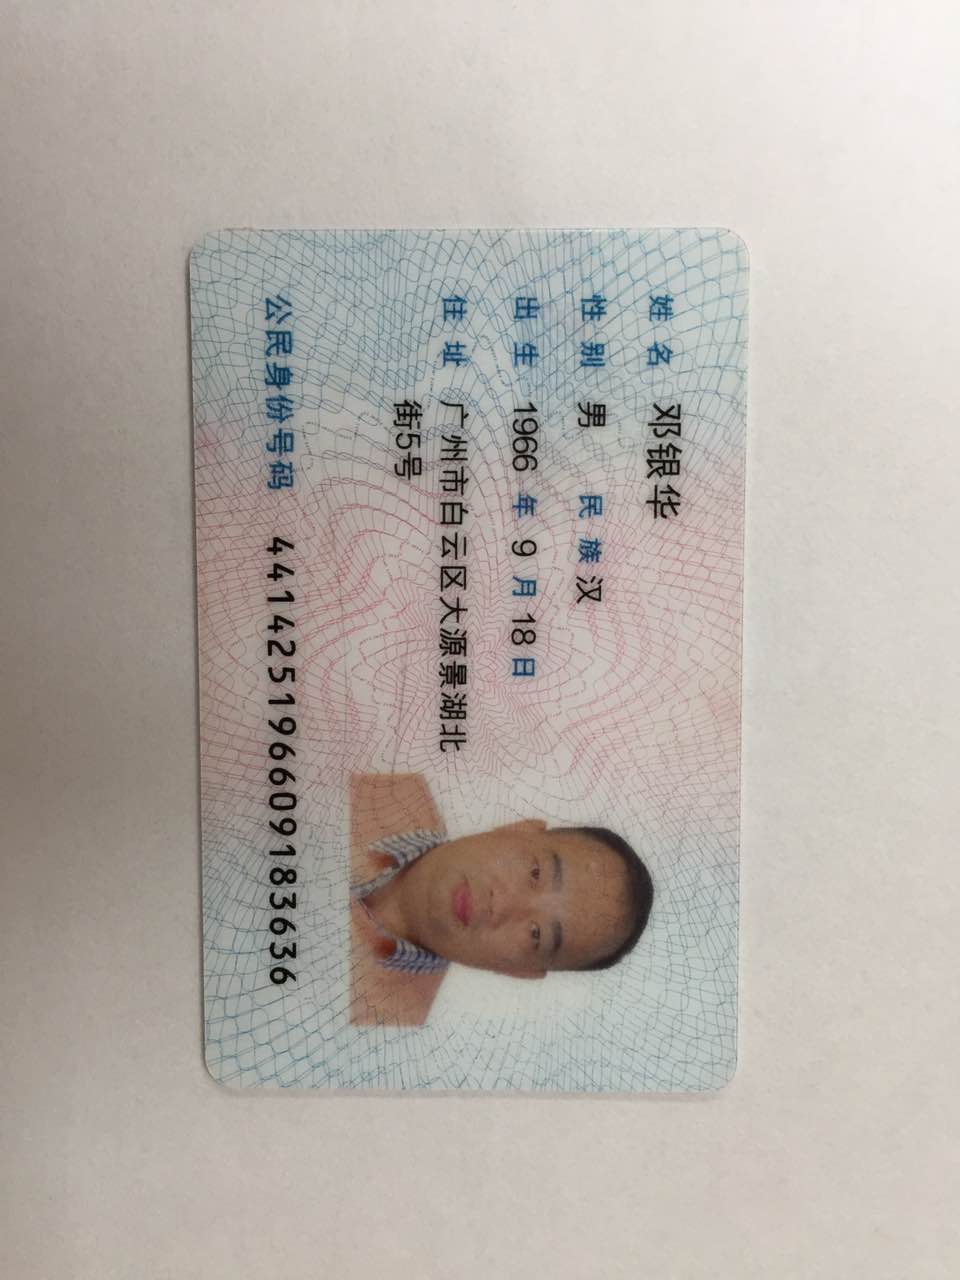 姓名 邓银华
性别 男 民族 汉
出生 1966 年 9 月 18 日
住址 广州市白云区大源景湖北
街5号
公民身份号码 441425196609183636